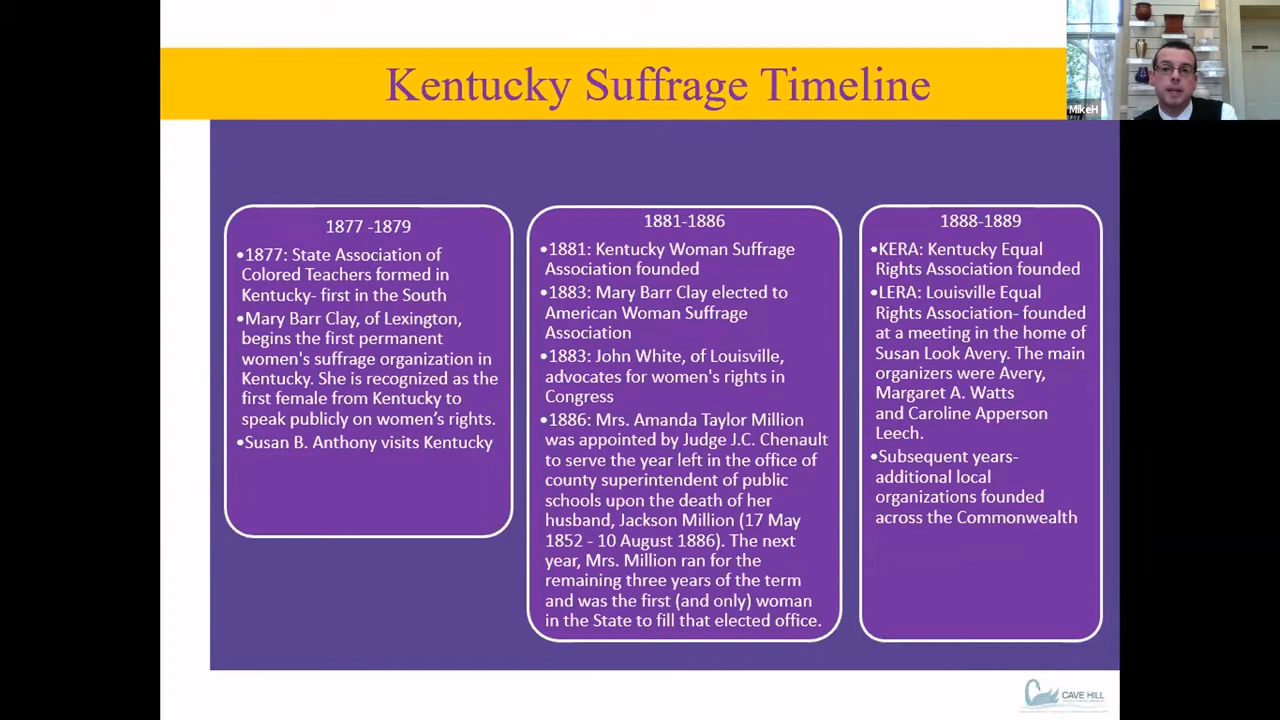 Kentucky Suffrage Timeline
MikeH
1877 -1879
•1877: State Association of
Colored Teachers formed in
Kentucky- first in the South
•Mary Barr Clay, of Lexington,
begins the first permanent
women's suffrage organization in
Kentucky. She is recognized as the
first female from Kentucky to
speak publicly on women’s rights.
•Susan B. Anthony visits Kentucky
1881-1886
•1881: Kentucky Woman Suffrage
Association founded
•1883: Mary Barr Clay elected to
American Woman Suffrage
Association
•1883: John White, of Louisville,
advocates for women's rights in
Congress
•1886: Mrs. Amanda Taylor Million
was appointed by Judge J.C. Chenault
to serve the year left in the office of
county superintendent of public
schools upon the death of her
husband, Jackson Million (17 May
1852 - 10 August 1886). The next
year, Mrs. Million ran for the
remaining three years of the term
and was the first (and only) woman
in the State to fill that elected office.
1888-1889
•KERA: Kentucky Equal
Rights Association founded
•LERA: Louisville Equal
Rights Association- founded
at a meeting in the home of
Susan Look Avery. The main
organizers were Avery,
Margaret A. Watts
and Caroline Apperson
Leech.
•Subsequent years-
additional local
organizations founded
across the Commonwealth
CAVE HILL